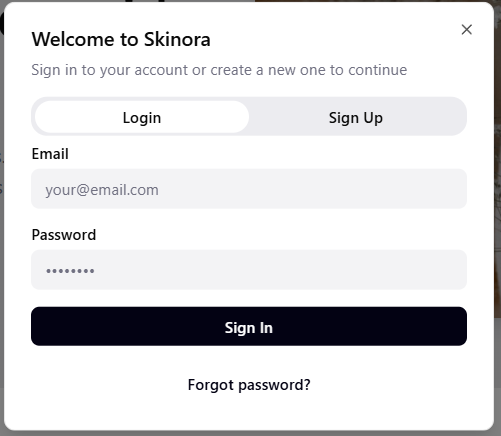 Welcome to Skinora
Sign in to your account or create a new one to continue
Login
Sign Up
Email
your@email.com
Password
••••••••
Sign In
Forgot password?